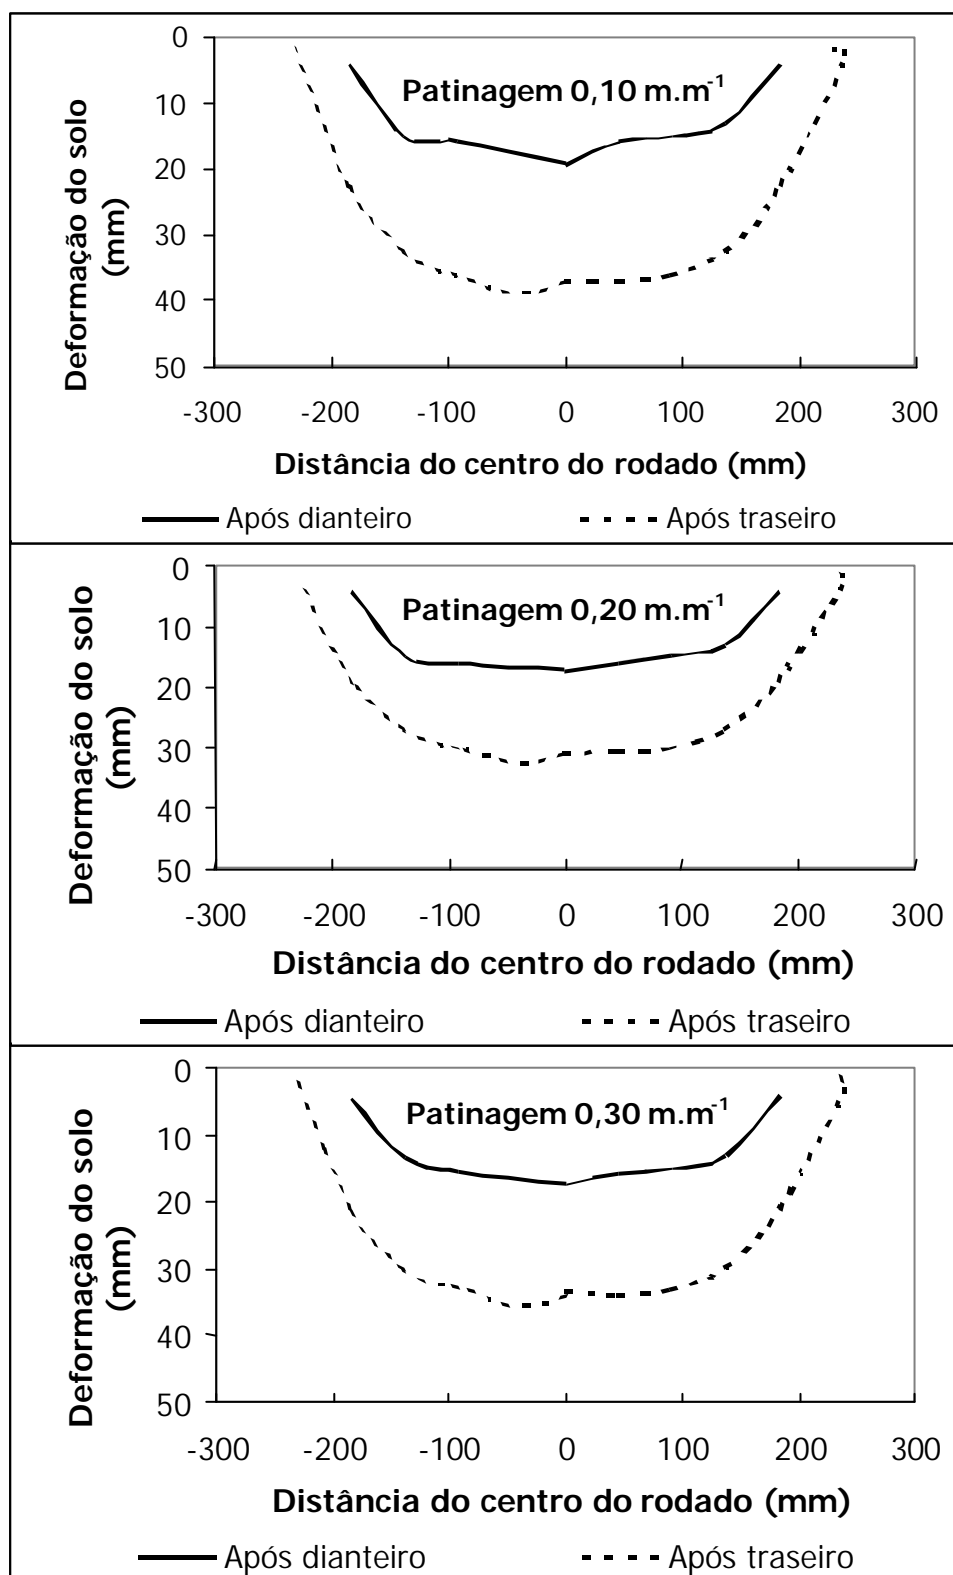 0
10
20
30
40
50
Deformação do solo
(mm)
Patinagem 0,10 m.m⁻¹
-300 -200 -100 0 100 200 300
Distância do centro do rodado (mm)
Após dianteiro Após traseiro
0
10
20
30
40
50
Deformação do solo
(mm)
Patinagem 0,20 m.m⁻¹
-300 -200 -100 0 100 200 300
Distância do centro do rodado (mm)
Após dianteiro Após traseiro
0
10
20
30
40
50
Deformação do solo
(mm)
Patinagem 0,30 m.m⁻¹
-300 -200 -100 0 100 200 300
Distância do centro do rodado (mm)
Após dianteiro Após traseiro